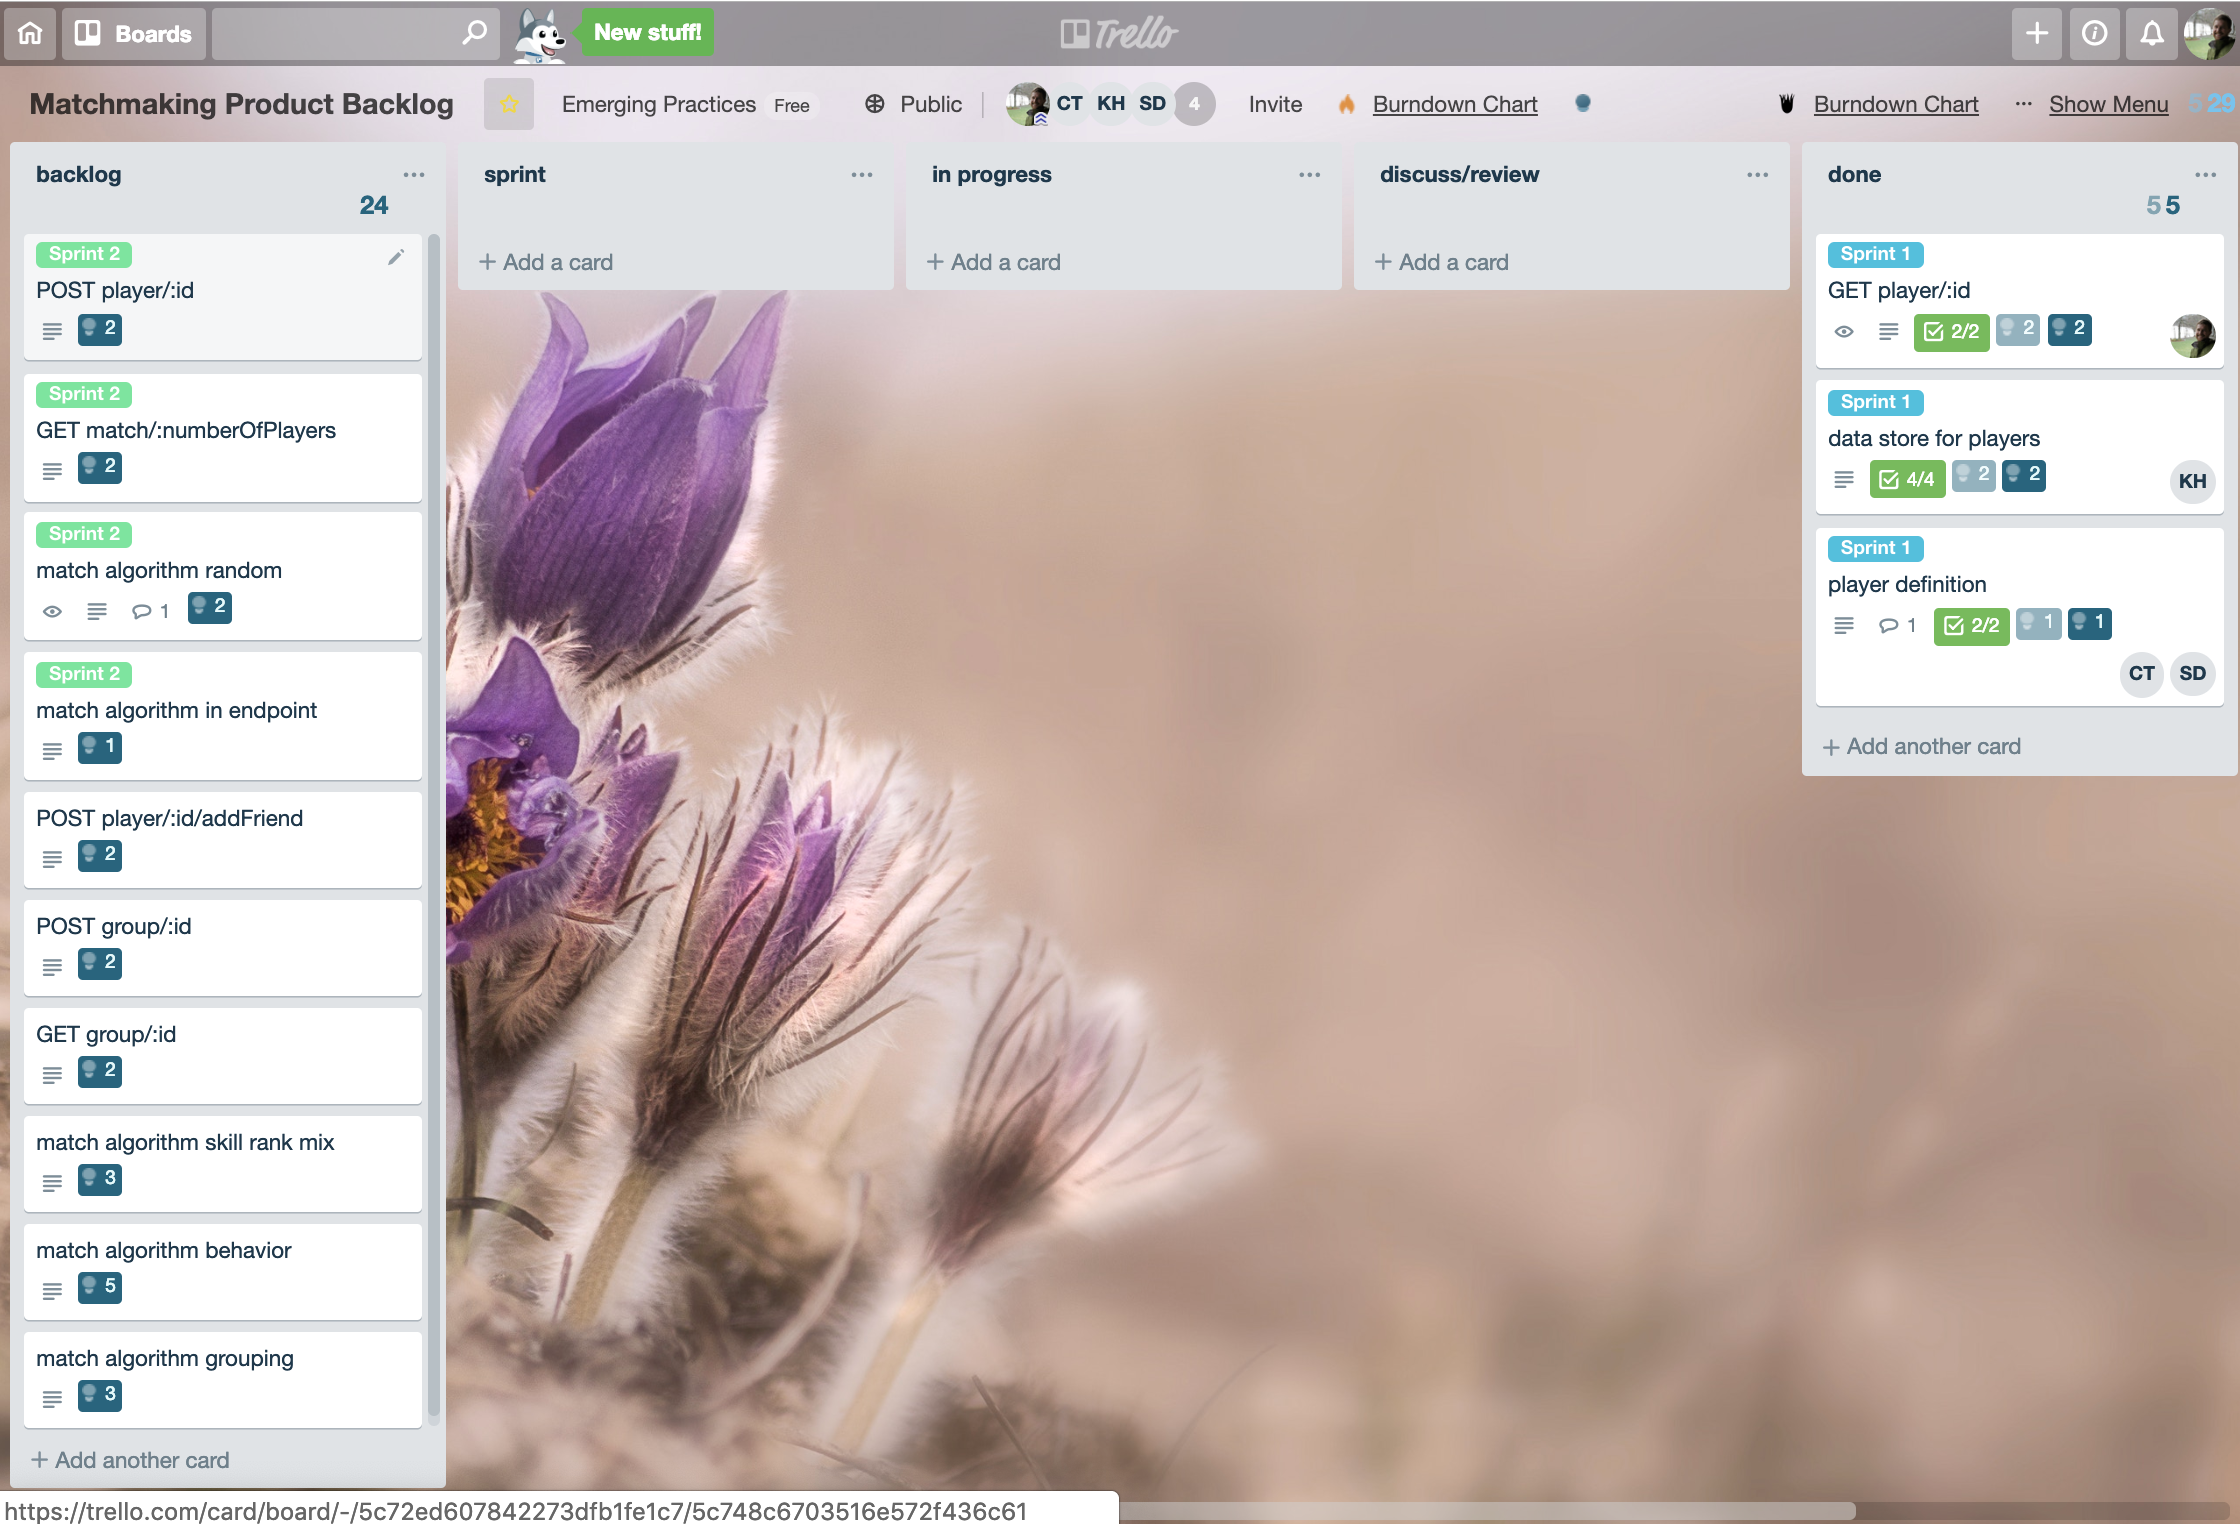 Boards
New stuff!
Trello
Matchmaking Product Backlog
Emerging Practices Free
Public
CT KH SD 4
Invite
Burndown Chart
Burndown Chart
... Show Menu
5 29
backlog ...
24
Sprint 2
POST player/:id
2
Sprint 2
GET match/:numberOfPlayers
2
Sprint 2
match algorithm random
1 2
Sprint 2
match algorithm in endpoint
1
POST player/:id/addFriend
2
POST group/:id
2
GET group/:id
2
match algorithm skill rank mix
3
match algorithm behavior
5
match algorithm grouping
3
+ Add another card
sprint ...
+ Add a card
in progress ...
+ Add a card
discuss/review ...
+ Add a card
done ...
5 5
Sprint 1
GET player/:id
2/2 2 2
Sprint 1
data store for players
4/4 2 2
KH
Sprint 1
player definition
1 2/2 1 1
CT SD
+ Add another card
https://trello.com/card/board/-/5c72ed607842273dfb1fe1c7/5c748c6703516e572f436c61